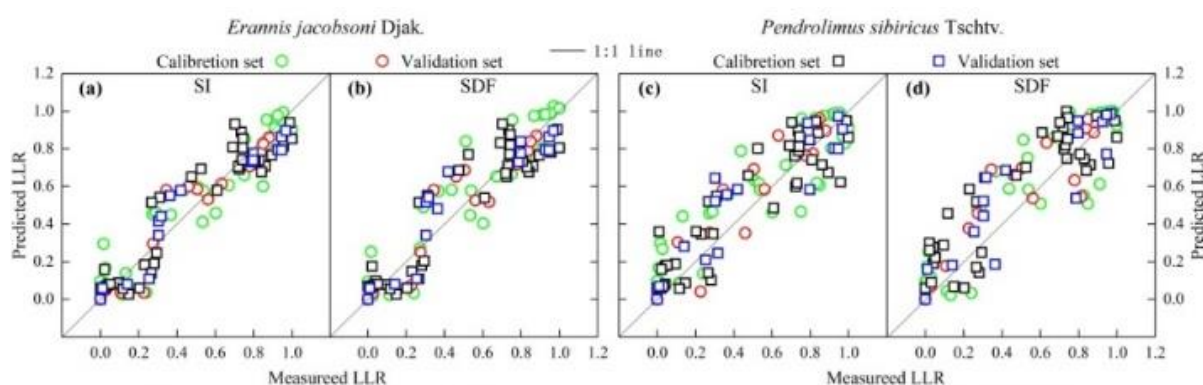 Erannis jacobsoni Djak. Pendrolimus sibiricus Tschtv.
Calibretion set Validation set 1:1 line Calibretion set Validation set
1.2 (a) SI (b) SDF (c) SI (d) SDF 1.2
1.0 1.0
0.8 0.8
0.6 0.6
0.4 0.4
0.2 0.2
0.0 0.0
Predicted LLR
Predicted LLR
0.0 0.2 0.4 0.6 0.8 1.0 0.0 0.2 0.4 0.6 0.8 1.0 1.2 0.0 0.2 0.4 0.6 0.8 1.0 0.0 0.2 0.4 0.6 0.8 1.0 1.2
Measureed LLR Measureed LLR